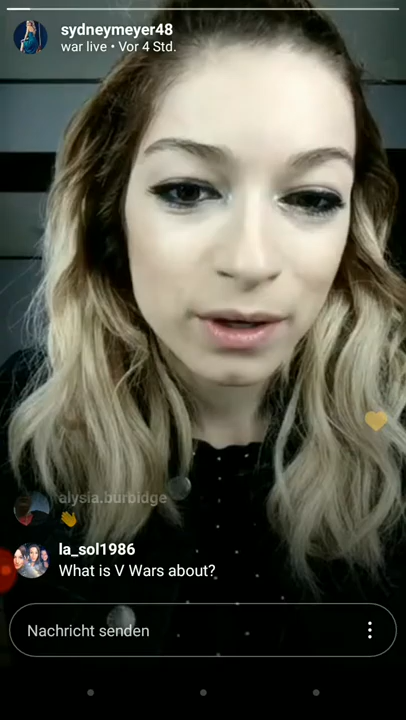 sydneymeyer48
war live • Vor 4 Std.
alysia.burbidge
👋
la_sol1986
What is V Wars about?
Nachricht senden